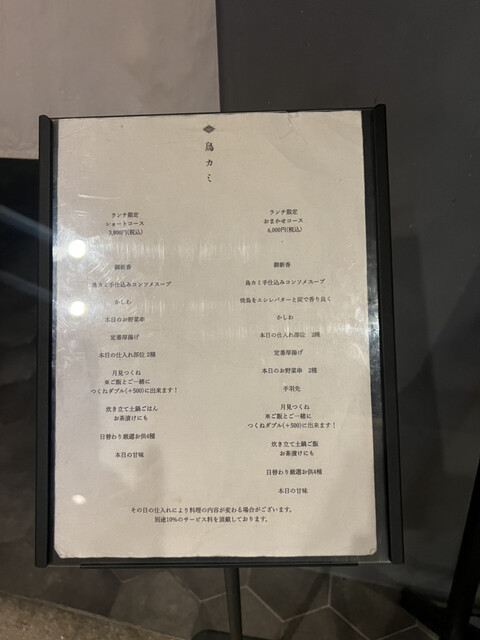 鳥カミ
ランチ限定
ショートコース
3,800円(税込)
御新香
鳥カミ手仕込みコンソメスープ
かしわ
本日のお野菜串
定番厚揚げ
本日の仕入れ部位 2種
月見つくね
※ご飯とご一緒に
つくねダブル(+500)に出来ます！
炊き立て土鍋ごはん
お茶漬けにも
日替わり厳選お供4種
本日の甘味
ランチ限定
おまかせコース
6,000円(税込)
御新香
鳥カミ手仕込みコンソメスープ
焼鳥をエシレバターと炭で香り良く
かしわ
本日の仕入れ部位 2種
定番厚揚げ
本日のお野菜串 2種
手羽先
月見つくね
※ご飯とご一緒に
つくねダブル(+500)に出来ます！
炊き立て土鍋ご飯
お茶漬けにも
日替わり厳選お供4種
本日の甘味
その日の仕入れにより料理の内容が変わる場合がございます。
別途10%のサービス料を頂戴しております。